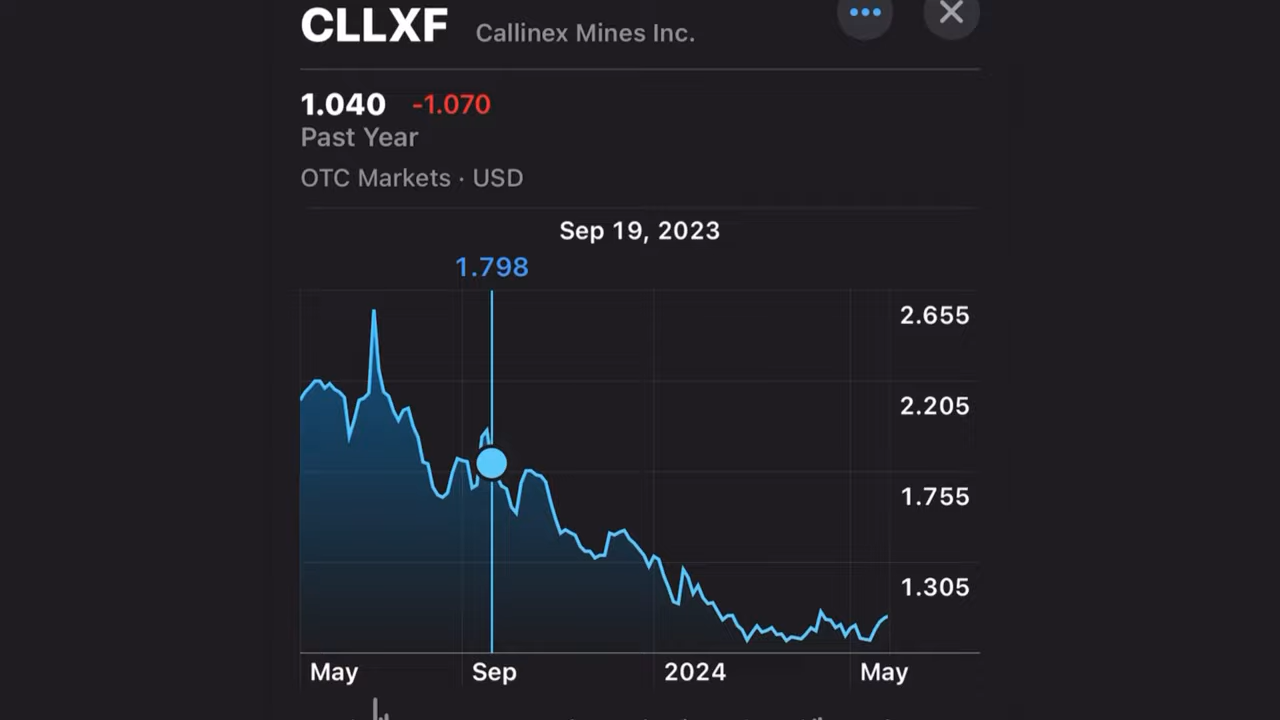 CLLXF Callinex Mines Inc.
1.040 -1.070
Past Year
OTC Markets · USD
Sep 19, 2023
1.798
2.655
2.205
1.755
1.305
May Sep 2024 May